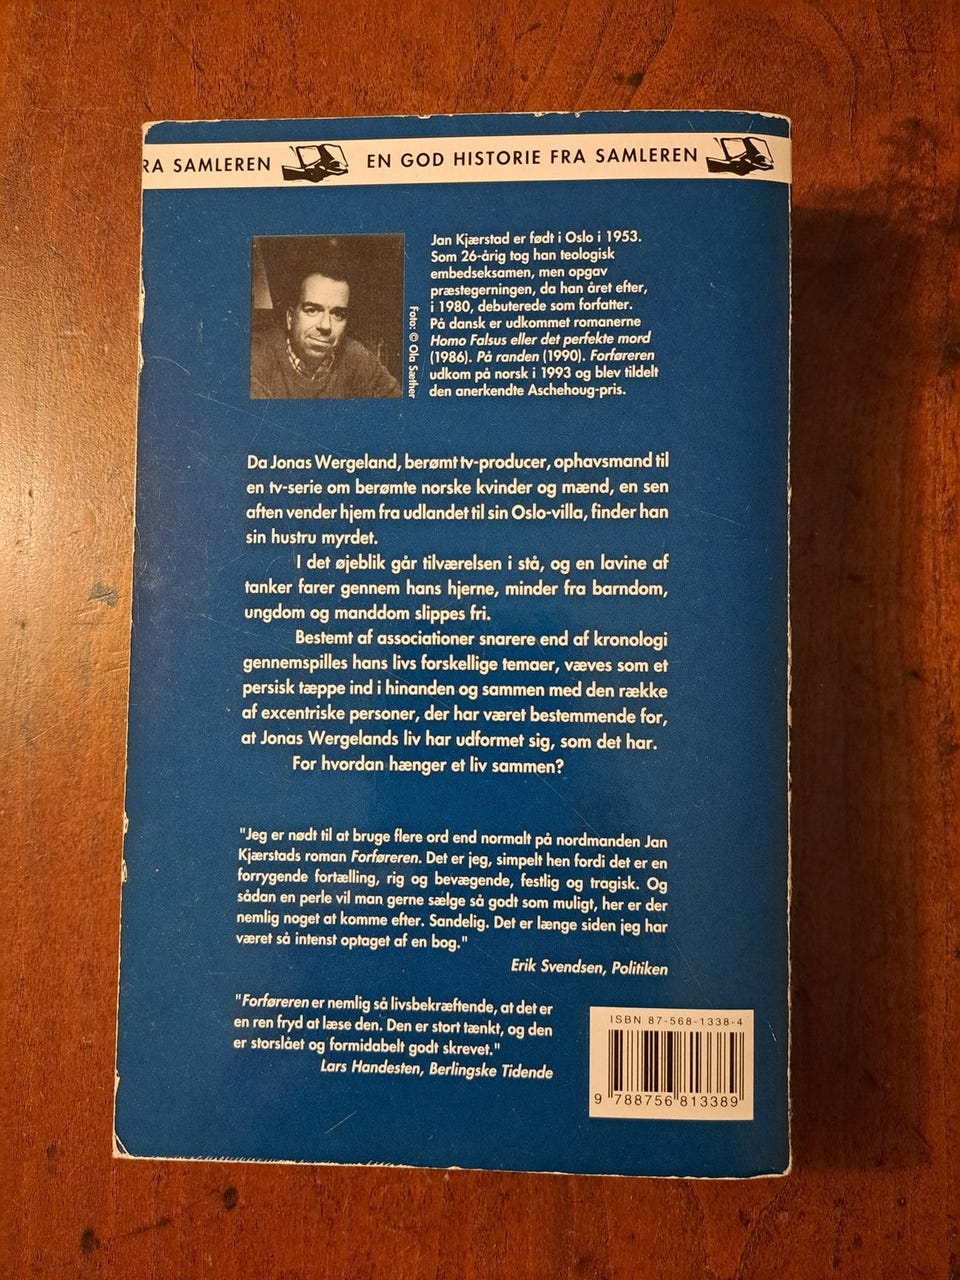 RA SAMLEREN EN GOD HISTORIE FRA SAMLEREN
Jan Kjærstad er født i Oslo i 1953.
Som 26-årig tog han teologisk
embedseksamen, men opgav
præstegerningen, da han året efter,
i 1980, debuterede som forfatter.
På dansk er udkommet romanerne
Homo Falsus eller det perfekte mord
(1986). På randen (1990). Forføreren
udkom på norsk i 1993 og blev tildelt
den anerkendte Aschehoug-pris.
Foto: © Ola Sæther
Da Jonas Wergeland, berømt tv-producer, ophavsmand til
en tv-serie om berømte norske kvinder og mænd, en sen
aften vender hjem fra udlandet til sin Oslo-villa, finder han
sin hustru myrdet.
I det øjeblik går tilværelsen i stå, og en lavine af
tanker farer gennem hans hjerne, minder fra barndom,
ungdom og manddom slippes fri.
Bestemt af associationer snarere end af kronologi
gennemspilles hans livs forskellige temaer, væves som et
persisk tæppe ind i hinanden og sammen med den række
af excentriske personer, der har været bestemmende for,
at Jonas Wergelands liv har udformet sig, som det har.
For hvordan hænger et liv sammen?
"Jeg er nødt til at bruge flere ord end normalt på nordmanden Jan
Kjærstads roman Forføreren. Det er jeg, simpelt hen fordi det er en
forrygende fortælling, rig og bevægende, festlig og tragisk. Og
sådan en perle vil man gerne sælge så godt som muligt, her er der
nemlig noget at komme efter. Sandelig. Det er længe siden jeg har
været så intenst optaget af en bog."
Erik Svendsen, Politiken
"Forføreren er nemlig så livsbekræftende, at det er
en ren fryd at læse den. Den er stort tænkt, og den
er storslået og formidabelt godt skrevet."
Lars Handesten, Berlingske Tidende
ISBN 87-568-1338-4
9 788756 813389